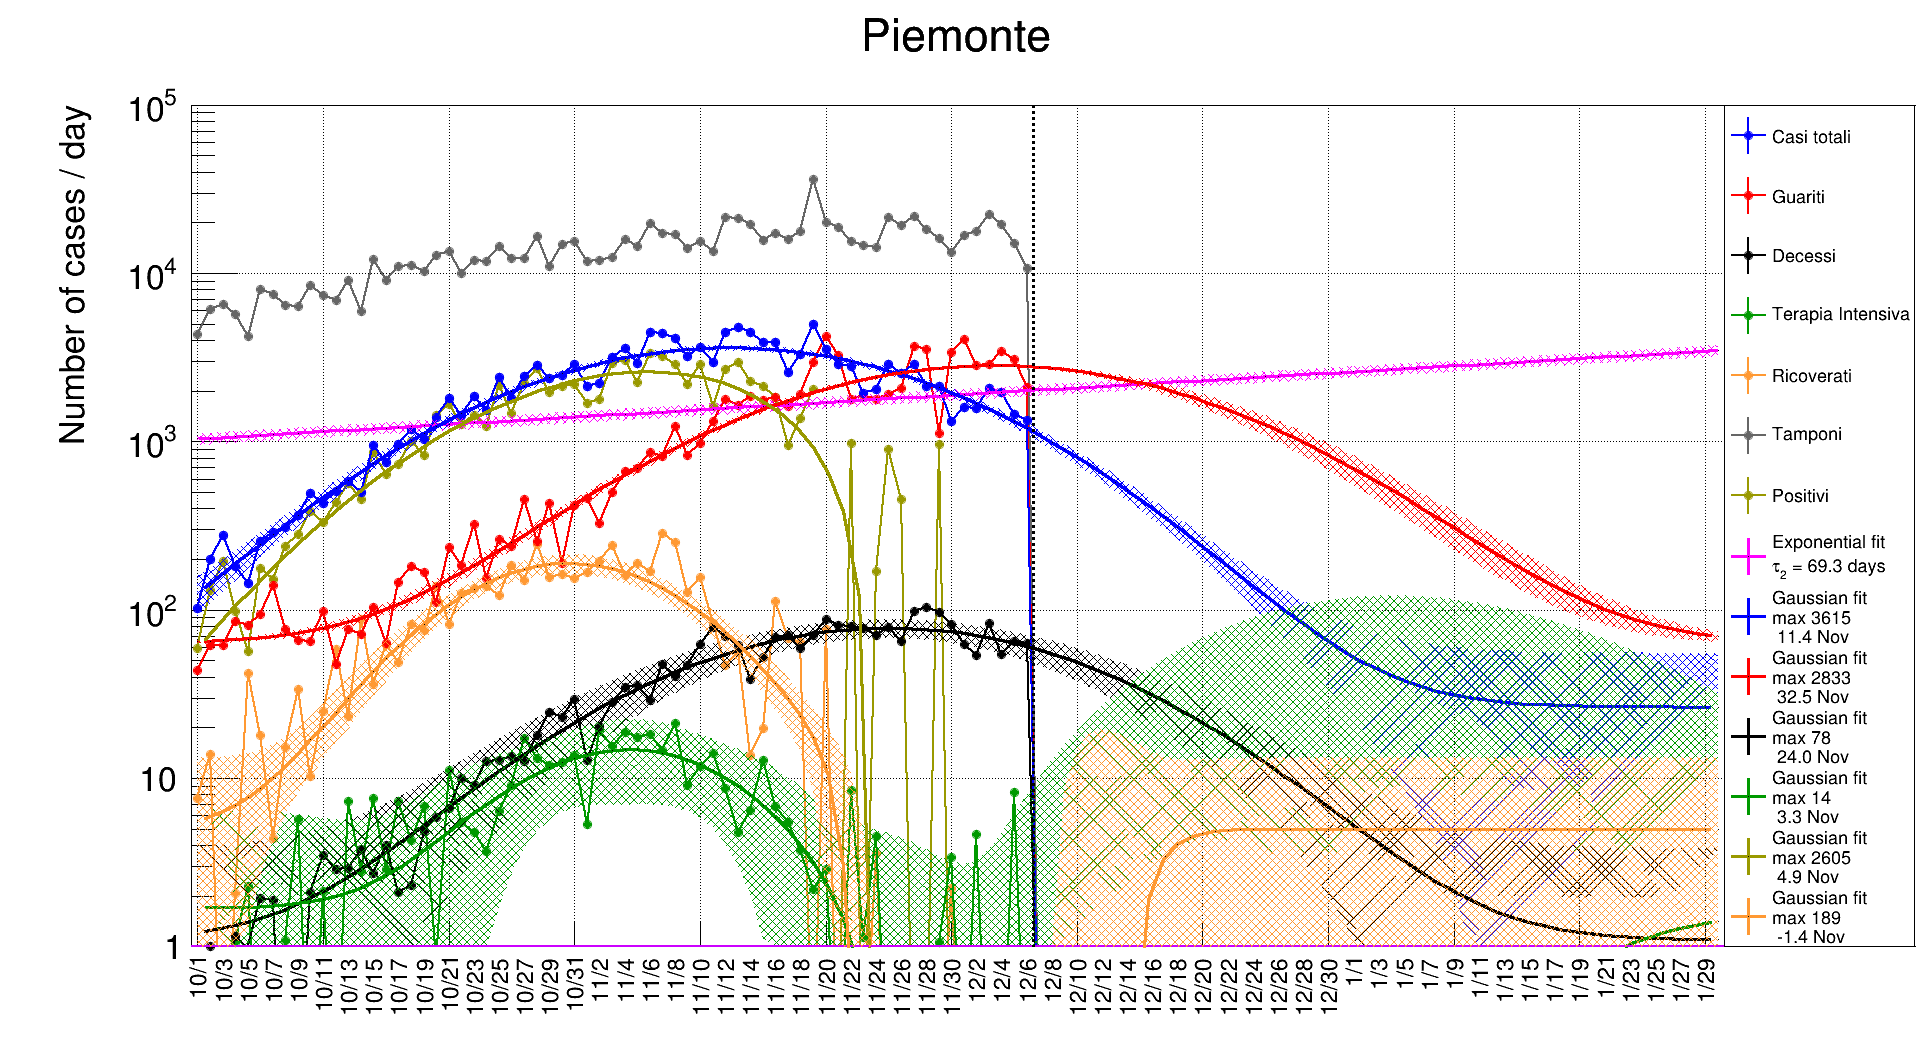 Piemonte
Number of cases / day
10^5
10^4
10^3
10^2
10
1
10/1
10/3
10/5
10/7
10/9
10/11
10/13
10/15
10/17
10/19
10/21
10/23
10/25
10/27
10/29
10/31
11/2
11/4
11/6
11/8
11/10
11/12
11/14
11/16
11/18
11/20
11/22
11/24
11/26
11/28
11/30
12/2
12/4
12/6
12/8
12/10
12/12
12/14
12/16
12/18
12/20
12/22
12/24
12/26
12/28
12/30
1/1
1/3
1/5
1/7
1/9
1/11
1/13
1/15
1/17
1/19
1/21
1/23
1/25
1/27
1/29
Casi totali
Guariti
Decessi
Terapia Intensiva
Ricoverati
Tamponi
Positivi
Exponential fit
τ2 = 69.3 days
Gaussian fit
max 3615
11.4 Nov
Gaussian fit
max 2833
32.5 Nov
Gaussian fit
max 78
24.0 Nov
Gaussian fit
max 14
3.3 Nov
Gaussian fit
max 2605
4.9 Nov
Gaussian fit
max 189
-1.4 Nov